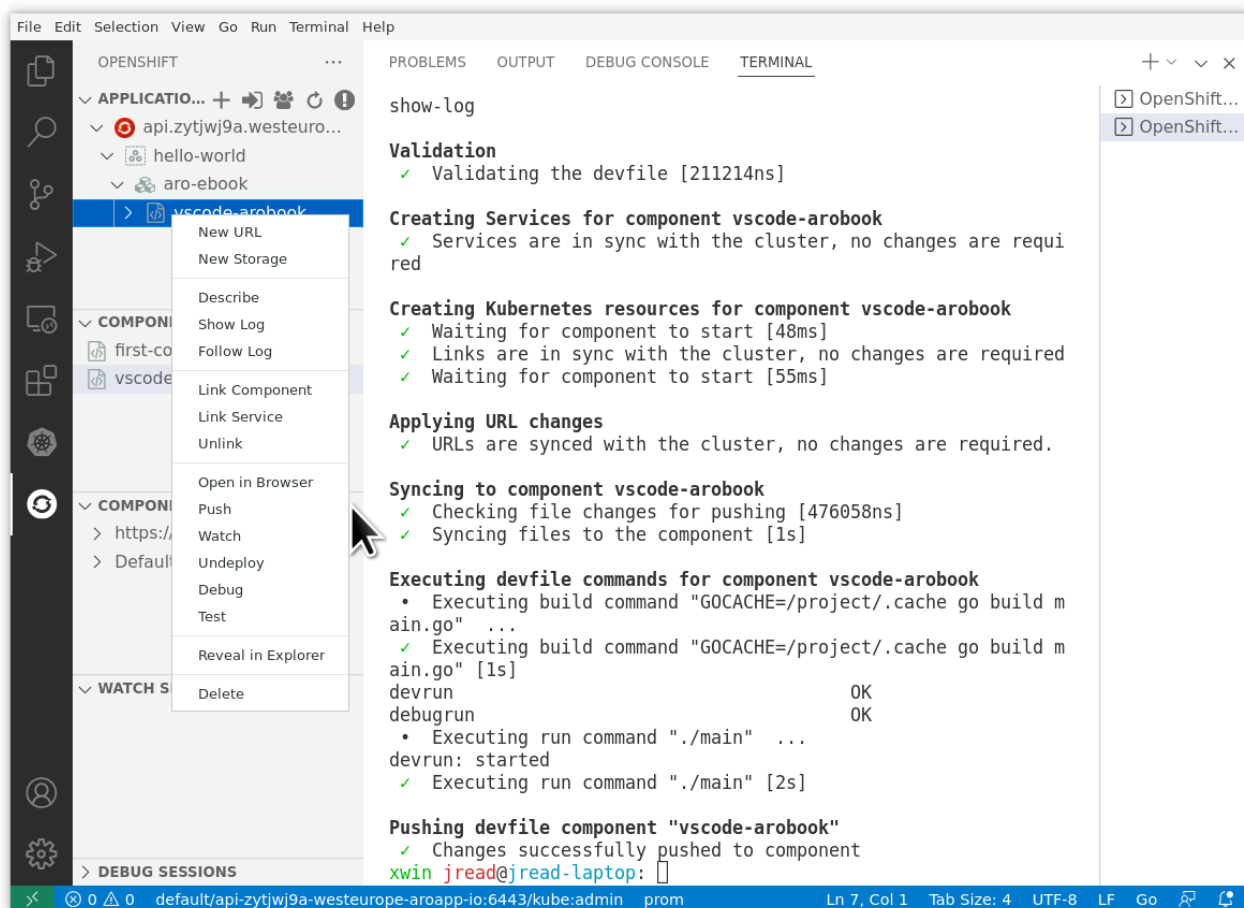 File Edit Selection View Go Run Terminal Help
OPENSHIFT ...
APPLICATIO...
api.zytjwj9a.westeuro...
hello-world
aro-ebook
vscode-arobook
New URL
New Storage
Describe
Show Log
Follow Log
Link Component
Link Service
Unlink
Open in Browser
Push
Watch
Undeploy
Debug
Test
Reveal in Explorer
Delete
COMPON
first-co
vscode
COMPON
https:/
Default
WATCH S
DEBUG SESSIONS
PROBLEMS OUTPUT DEBUG CONSOLE TERMINAL
show-log
Validation
✓ Validating the devfile [211214ns]
Creating Services for component vscode-arobook
✓ Services are in sync with the cluster, no changes are requi
red
Creating Kubernetes resources for component vscode-arobook
✓ Waiting for component to start [48ms]
✓ Links are in sync with the cluster, no changes are required
✓ Waiting for component to start [55ms]
Applying URL changes
✓ URLs are synced with the cluster, no changes are required.
Syncing to component vscode-arobook
✓ Checking file changes for pushing [476058ns]
✓ Syncing files to the component [1s]
Executing devfile commands for component vscode-arobook
• Executing build command "GOCACHE=/project/.cache go build m
ain.go" ...
✓ Executing build command "GOCACHE=/project/.cache go build m
ain.go" [1s]
devrun OK
debugrun OK
• Executing run command "./main" ...
devrun: started
✓ Executing run command "./main" [2s]
Pushing devfile component "vscode-arobook"
✓ Changes successfully pushed to component
xwin jread@jread-laptop:
OpenShift...
OpenShift...
0 0 default/api-zytjwj9a-westeurope-aroapp-io:6443/kube:admin prom Ln 7, Col 1 Tab Size: 4 UTF-8 LF Go